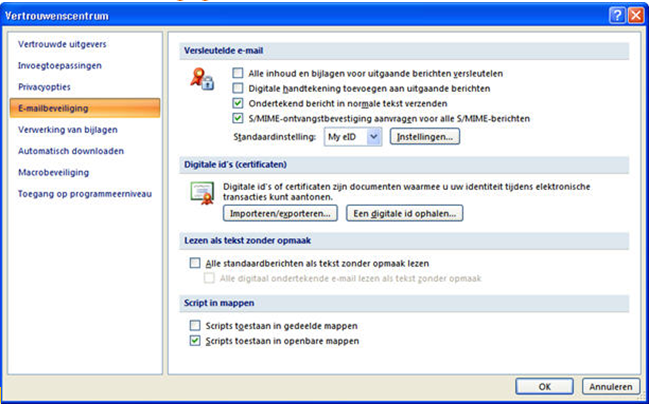 Vertrouwenscentrum
Vertrouwde uitgevers
Invoegtoepassingen
Privacyopties
E-mailbeveiliging
Verwerking van bijlagen
Automatisch downloaden
Macrobeveiliging
Toegang op programmeerniveau
Versleutelde e-mail
Alle inhoud en bijlagen voor uitgaande berichten versleutelen
Digitale handtekening toevoegen aan uitgaande berichten
Ondertekend bericht in normale tekst verzenden
S/MIME-ontvangstbevestiging aanvragen voor alle S/MIME-berichten
Standaardinstelling: My eID Instellingen...
Digitale id's (certificaten)
Digitale id's of certificaten zijn documenten waarmee u uw identiteit tijdens elektronische
transacties kunt aantonen.
Importeren/exporteren... Een digitale id ophalen...
Lezen als tekst zonder opmaak
Alle standaardberichten als tekst zonder opmaak lezen
Alle digitaal ondertekende e-mail lezen als tekst zonder opmaak
Script in mappen
Scripts toestaan in gedeelde mappen
Scripts toestaan in openbare mappen
OK Annuleren